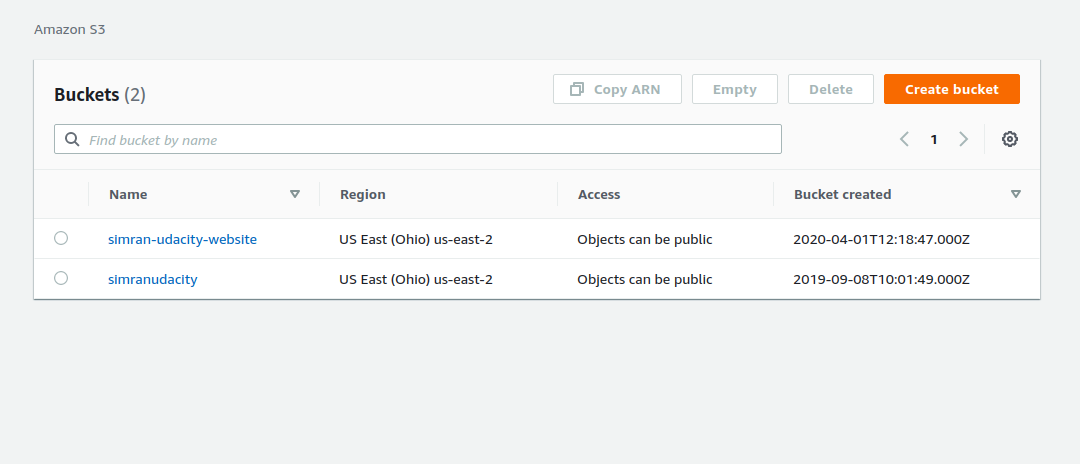 Amazon S3
Buckets (2)
Copy ARN
Empty
Delete
Create bucket
Find bucket by name
1
Name Region Access Bucket created
simran-udacity-website US East (Ohio) us-east-2 Objects can be public 2020-04-01T12:18:47.000Z
simranudacity US East (Ohio) us-east-2 Objects can be public 2019-09-08T10:01:49.000Z